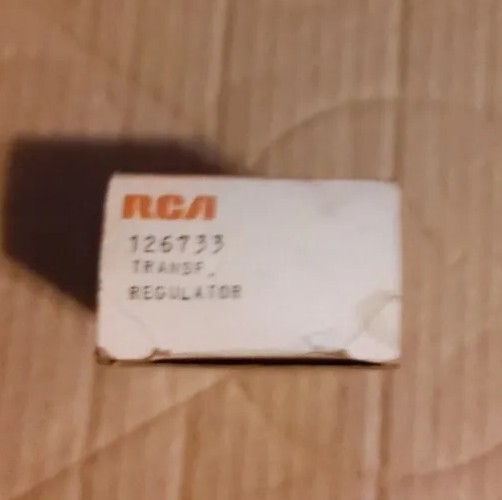 RCA
126733
TRANSF.
REGULATOR